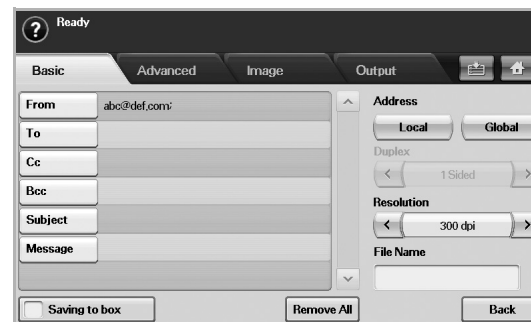 ? Ready
Basic Advanced Image Output
From abc@def,com;
To
Cc
Bcc
Subject
Message
Address
Local Global
Duplex
1 Sided
Resolution
300 dpi
File Name
Saving to box Remove All Back